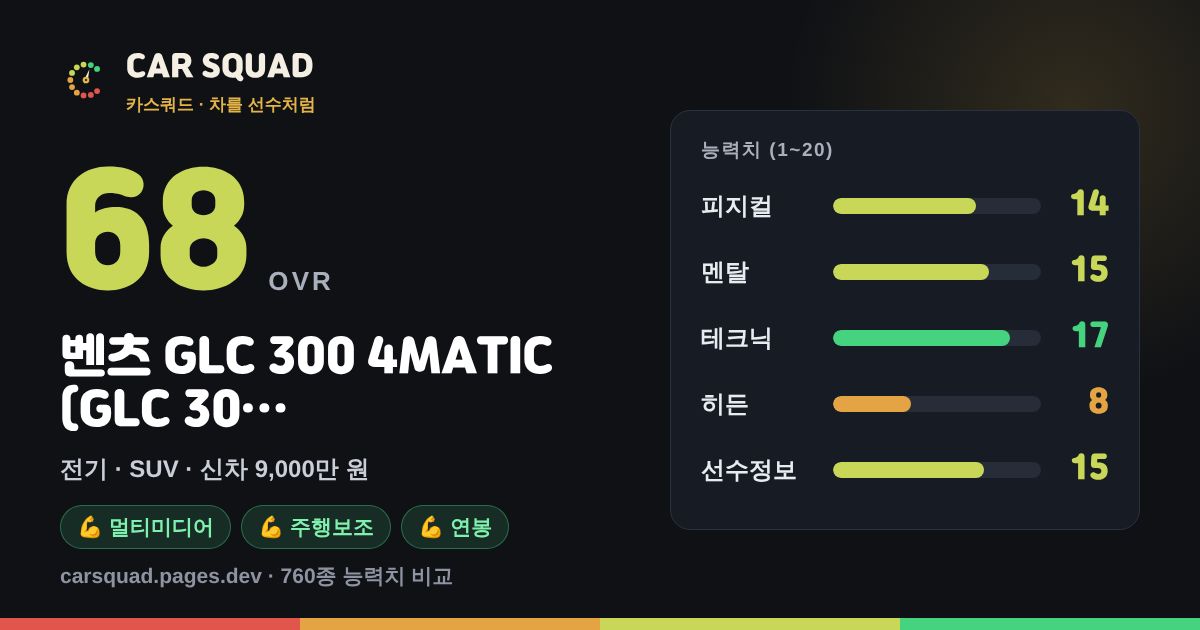 CAR SQUAD
카스쿼드 · 차를 선수처럼
68 OVR
벤츠 GLC 300 4MATIC
(GLC 30···
전기 · SUV · 신차 9,000만 원
💪 멀티미디어 💪 주행보조 💪 연봉
carsquad.pages.dev · 760종 능력치 비교
능력치 (1~20)
피지컬 14
멘탈 15
테크닉 17
히든 8
선수정보 15